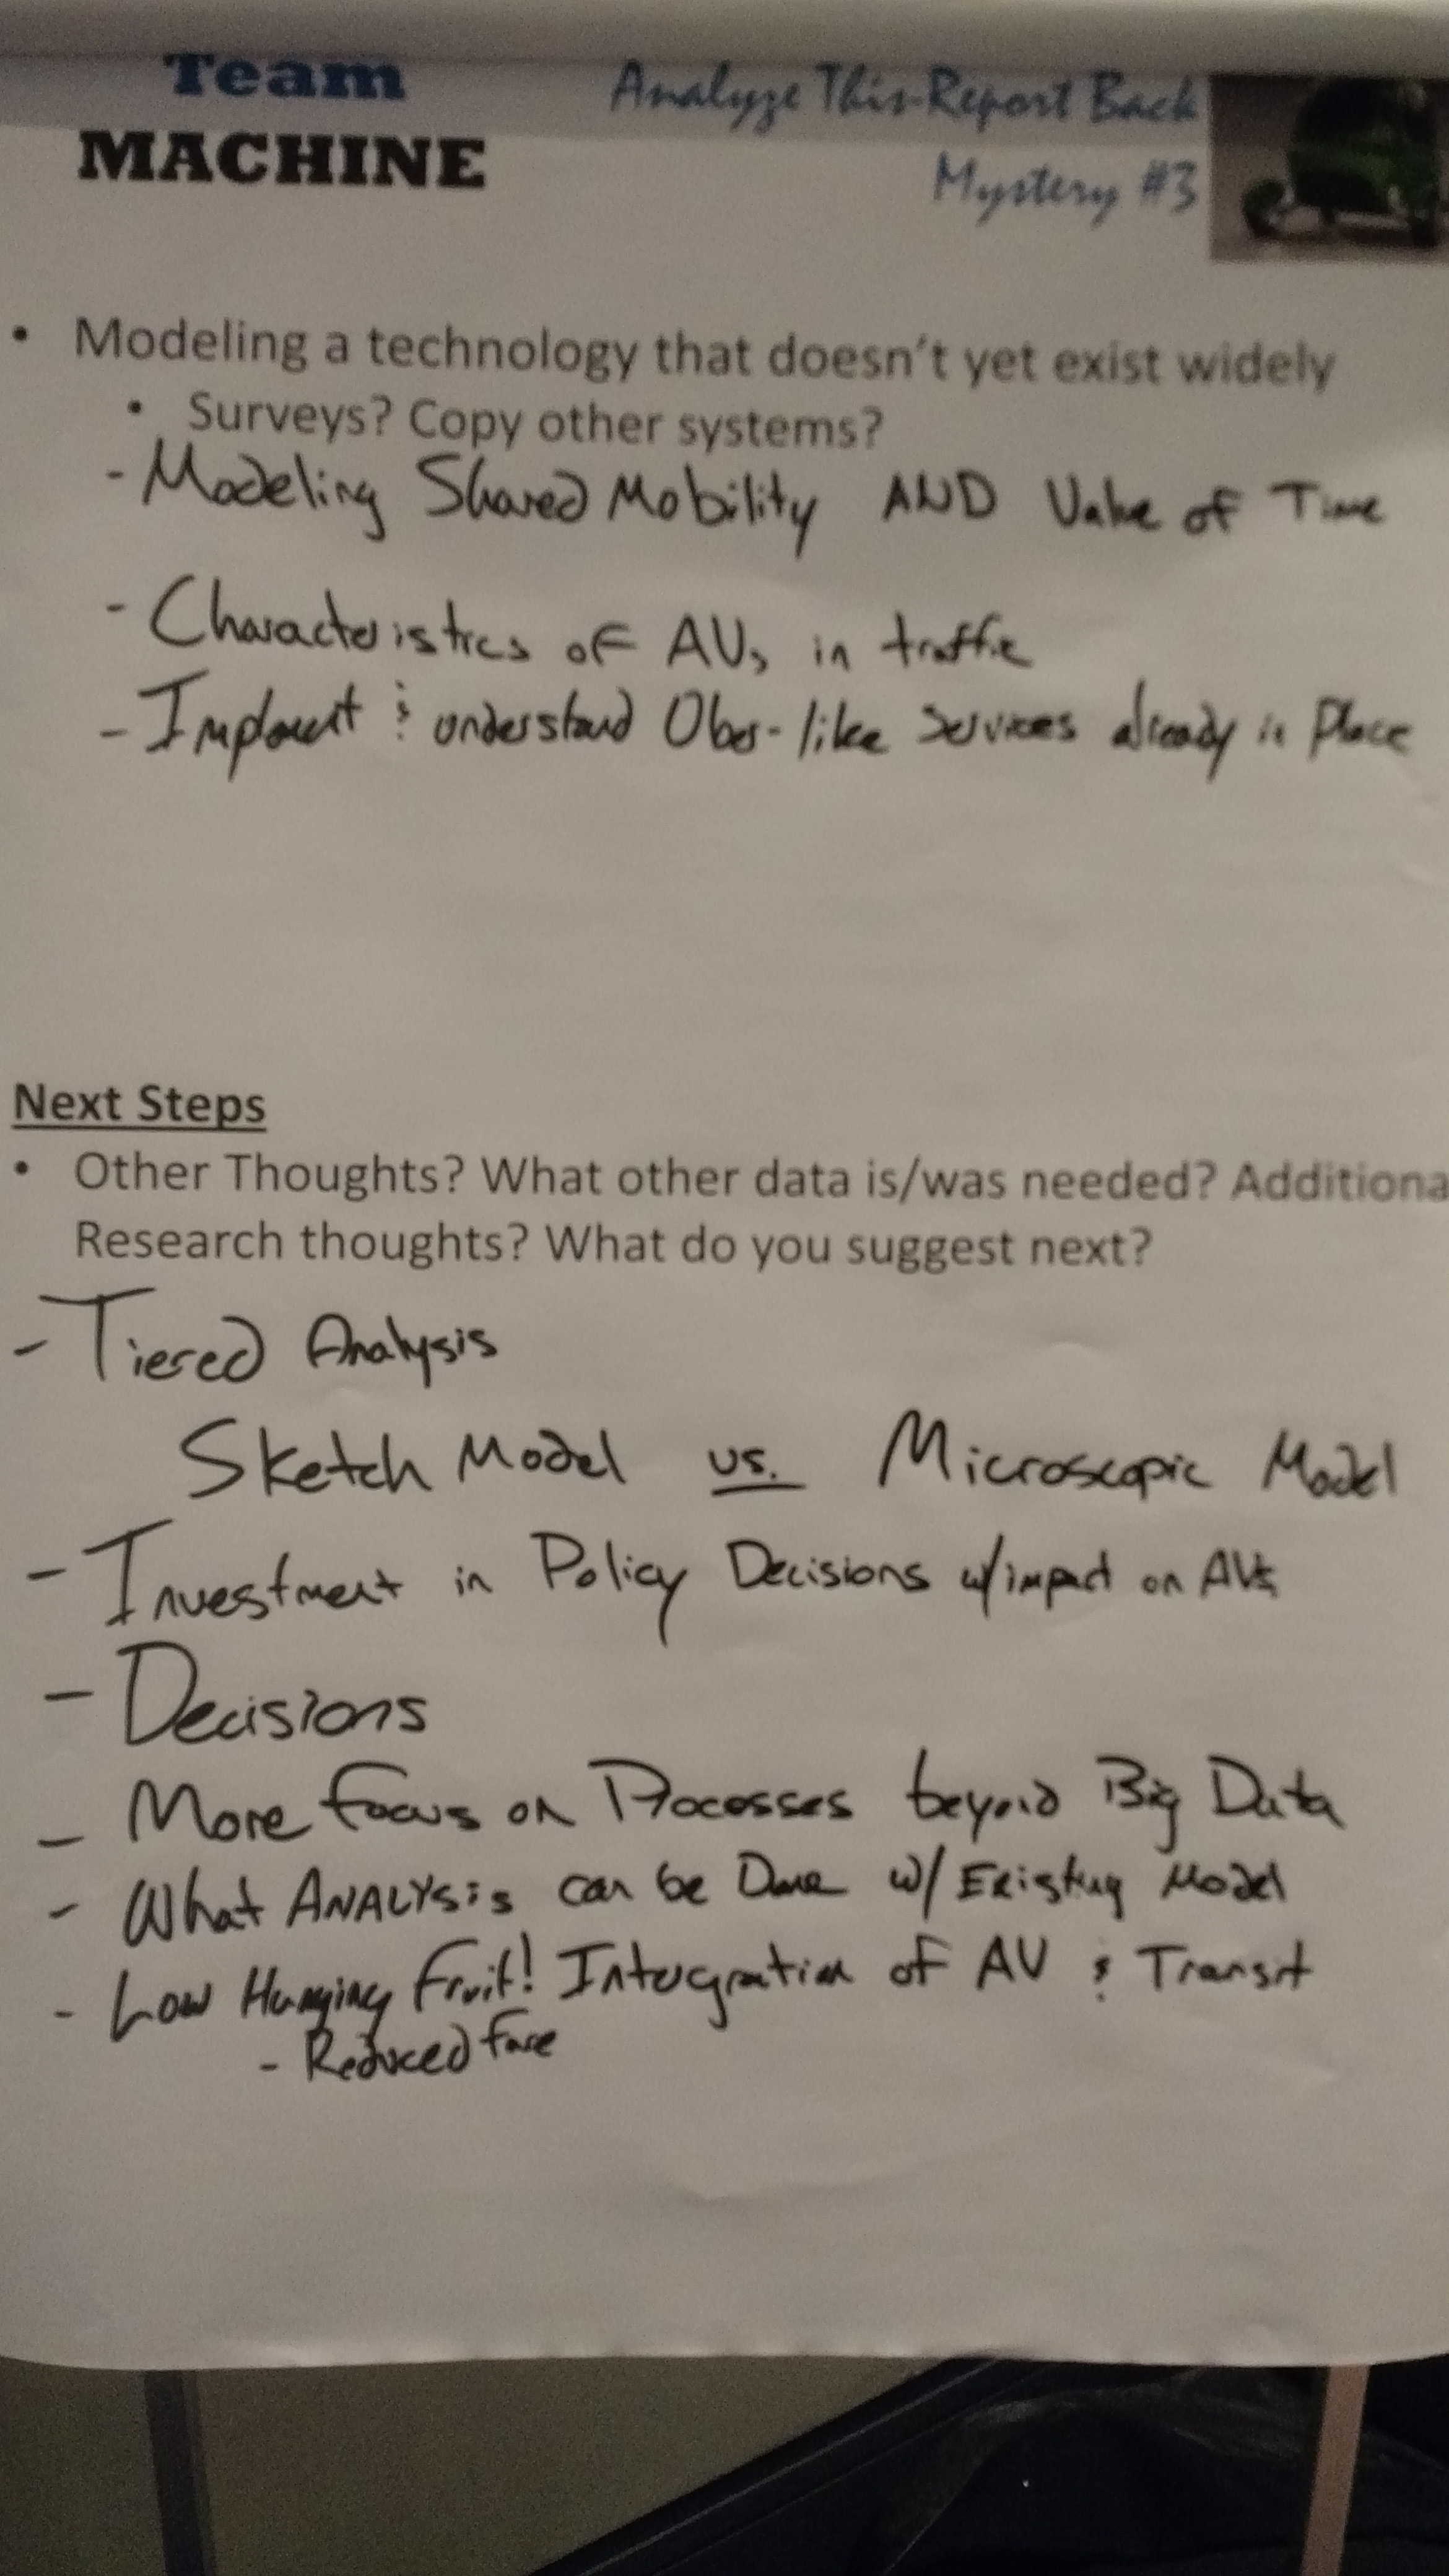 Team
MACHINE
Analyze This-Report Back
Mystery #3
• Modeling a technology that doesn't yet exist widely
• Surveys? Copy other systems?
- Modeling Shared Mobility AND Value of Time
- Characteristics of AVs in traffic
- Implement & understand Uber-like Services already in Place
Next Steps
• Other Thoughts? What other data is/was needed? Additiona
Research thoughts? What do you suggest next?
- Tiered Analysis
Sketch Model vs. Microscopic Model
- Investment in Policy Decisions w/impact on AVs
- Decisions
- More Focus on Processes beyond Big Data
- What ANALYSis can be Done w/ Existing Model
- Low Hanging Fruit! Integration of AV & Transit
- Reduced fare